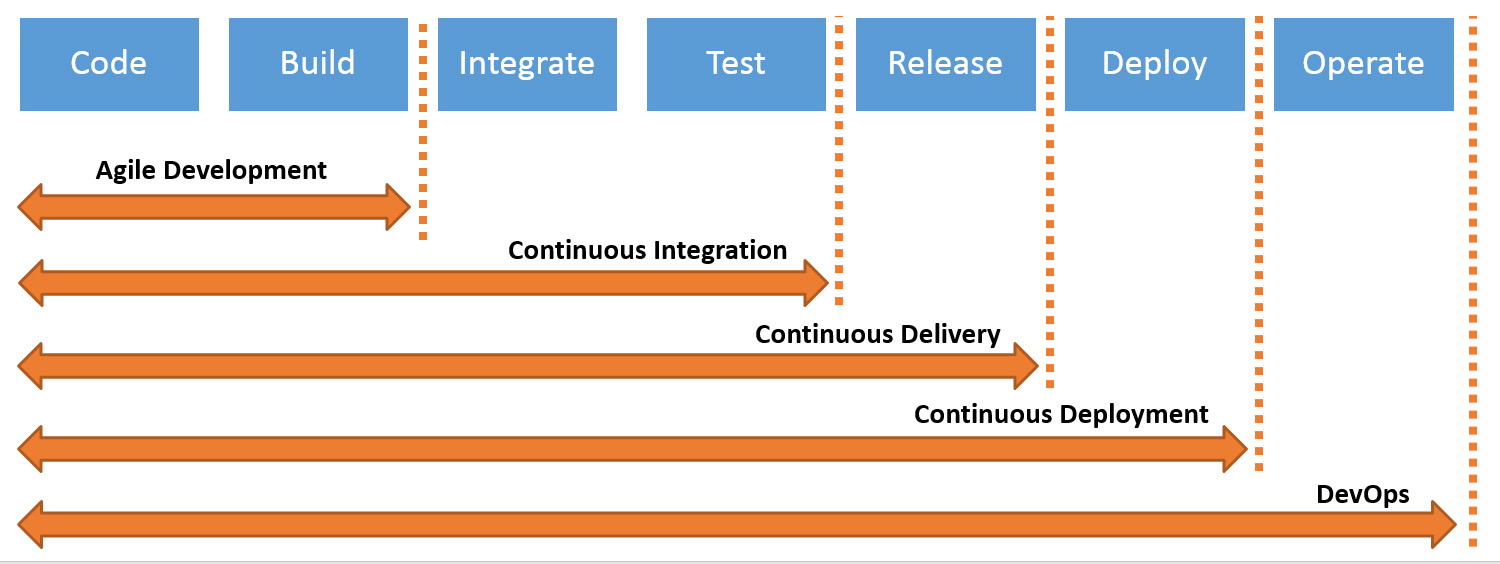 Code
Build
Integrate
Test
Release
Deploy
Operate
Agile Development
Continuous Integration
Continuous Delivery
Continuous Deployment
DevOps